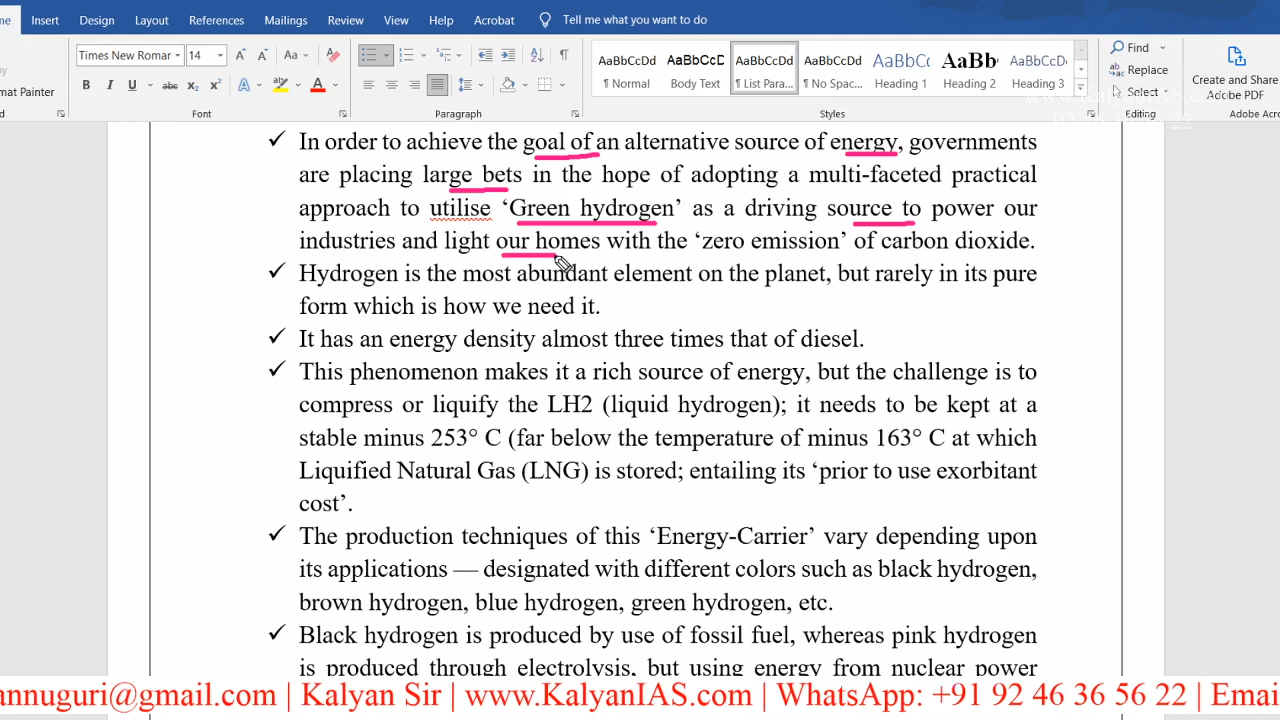 Insert Design Layout References Mailings Review View Help Acrobat Tell me what you want to do
Times New Romar 14 Aa
AaBbCcDd AaBbCcD AaBbCcDd AaBbCcDd AaBbCc AaBb AaBbCcD
Find
Replace
Select
mat Painter
B I U abc x₂ x² A A
¶ Normal Body Text ¶ List Para... ¶ No Spac... Heading 1 Heading 2 Heading 3
Create and Share
Adobe PDF
Font Paragraph Styles Editing Adobe Acro
✓ In order to achieve the goal of an alternative source of energy, governments
are placing large bets in the hope of adopting a multi-faceted practical
approach to utilise ‘Green hydrogen’ as a driving source to power our
industries and light our homes with the ‘zero emission’ of carbon dioxide.
✓ Hydrogen is the most abundant element on the planet, but rarely in its pure
form which is how we need it.
✓ It has an energy density almost three times that of diesel.
✓ This phenomenon makes it a rich source of energy, but the challenge is to
compress or liquify the LH2 (liquid hydrogen); it needs to be kept at a
stable minus 253° C (far below the temperature of minus 163° C at which
Liquified Natural Gas (LNG) is stored; entailing its ‘prior to use exorbitant
cost’.
✓ The production techniques of this ‘Energy-Carrier’ vary depending upon
its applications — designated with different colors such as black hydrogen,
brown hydrogen, blue hydrogen, green hydrogen, etc.
✓ Black hydrogen is produced by use of fossil fuel, whereas pink hydrogen
is produced through electrolysis, but using energy from nuclear power
annuguri@gmail.com | Kalyan Sir | www.KalyanIAS.com | WhatsApp: +91 92 46 36 56 22 | Emai